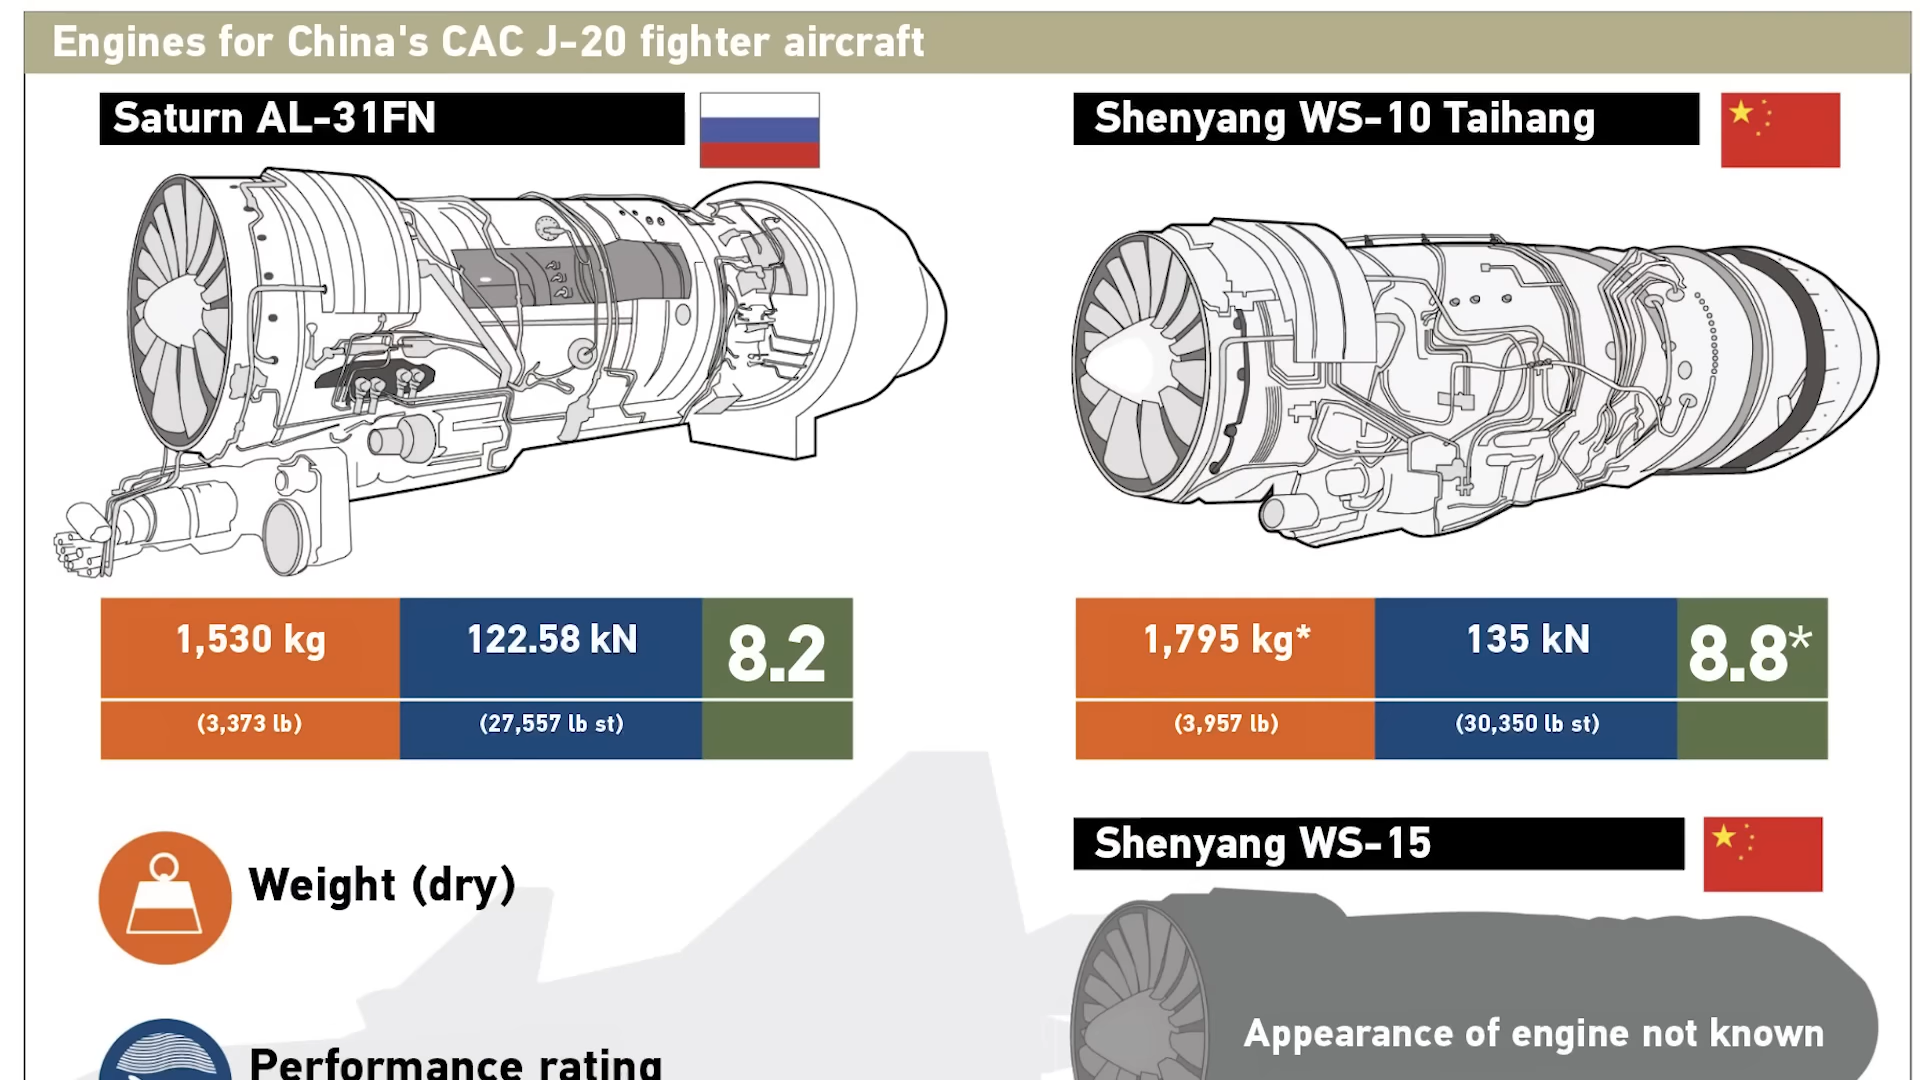 Engines for China's CAC J-20 fighter aircraft
Saturn AL-31FN
Shenyang WS-10 Taihang
1,530 kg
122.58 kN
8.2
(3,373 lb)
(27,557 lb st)
1,795 kg*
135 kN
8.8*
(3,957 lb)
(30,350 lb st)
Weight (dry)
Performance rating
Shenyang WS-15
Appearance of engine not known